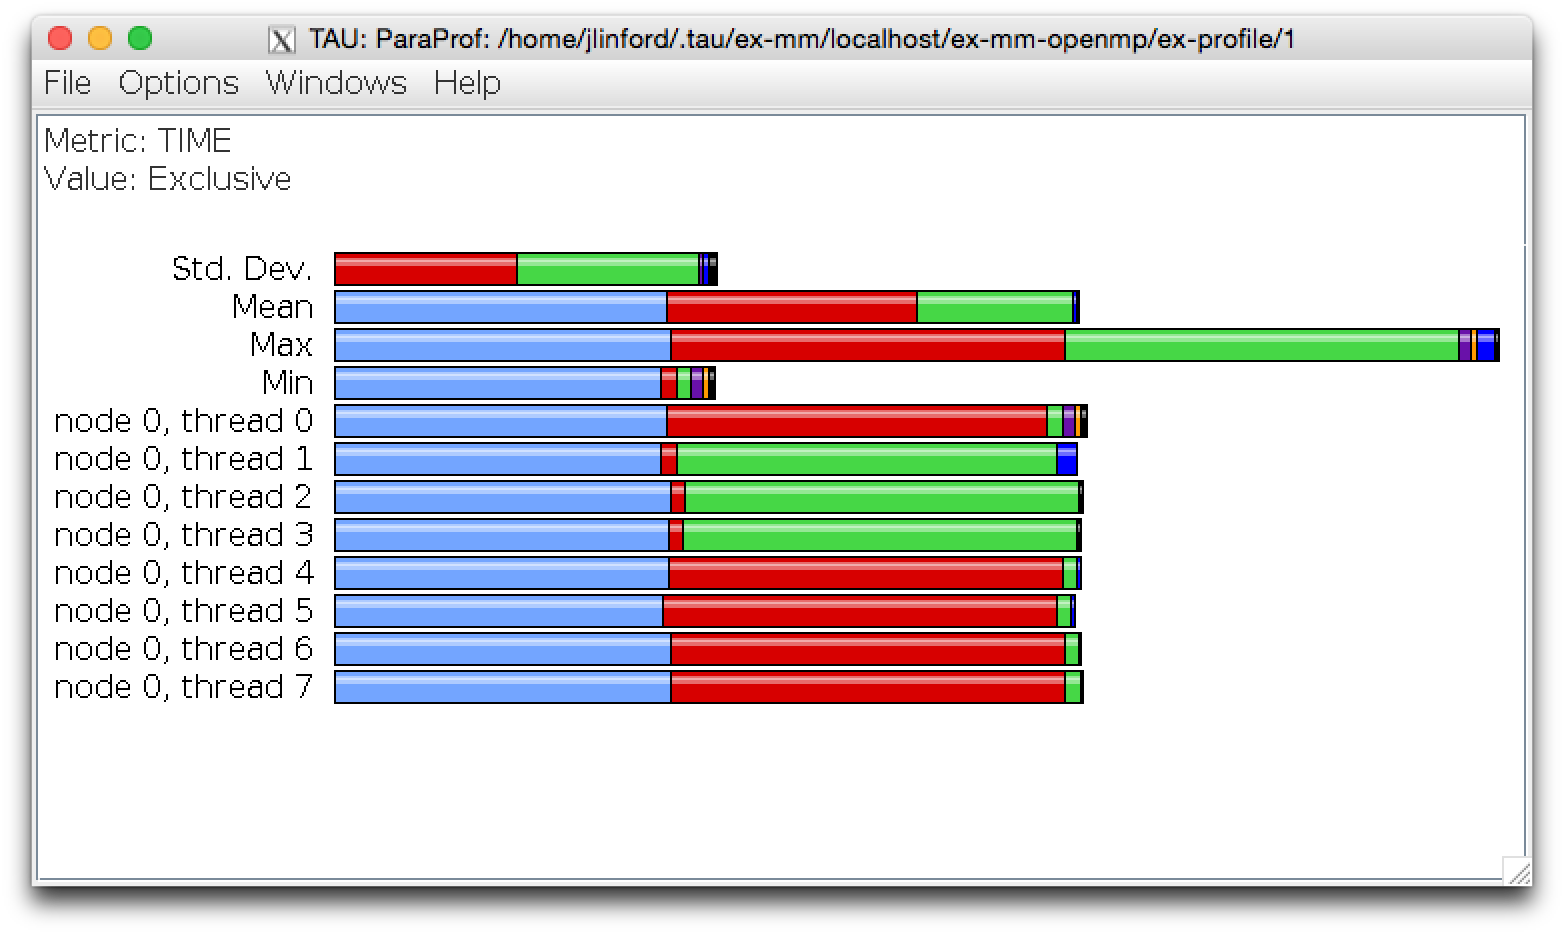 TAU: ParaProf: /home/jlinford/.tau/ex-mm/localhost/ex-mm-openmp/ex-profile/1
File Options Windows Help
Metric: TIME
Value: Exclusive
Std. Dev.
Mean
Max
Min
node 0, thread 0
node 0, thread 1
node 0, thread 2
node 0, thread 3
node 0, thread 4
node 0, thread 5
node 0, thread 6
node 0, thread 7